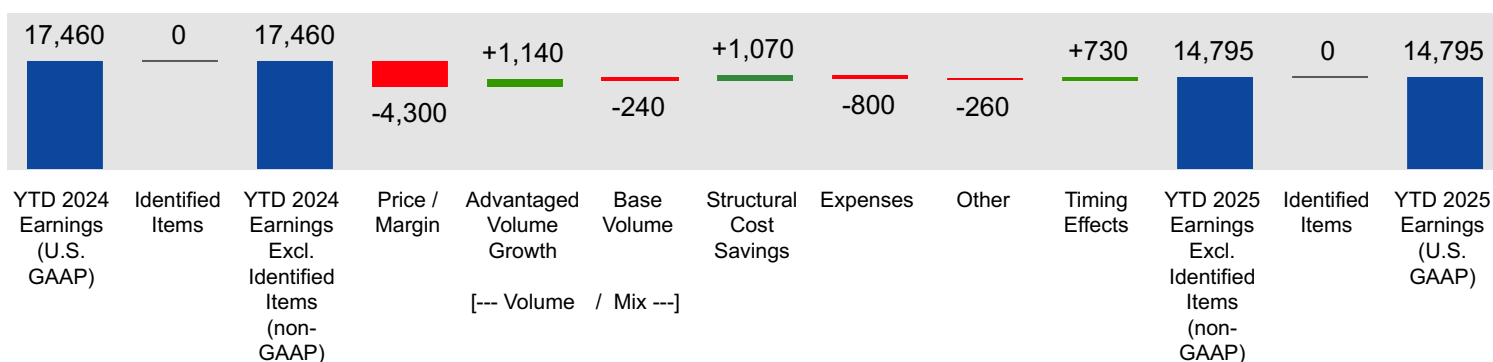 17,460
0
17,460
-4,300
+1,140
-240
+1,070
-800
-260
+730
14,795
0
14,795
YTD 2024
Earnings
(U.S.
GAAP)
Identified
Items
YTD 2024
Earnings
Excl.
Identified
Items
(non-
GAAP)
Price /
Margin
Advantaged
Volume
Growth
Base
Volume
[--- Volume / Mix ---]
Structural
Cost
Savings
Expenses
Other
Timing
Effects
YTD 2025
Earnings
Excl.
Identified
Items
(non-
GAAP)
Identified
Items
YTD 2025
Earnings
(U.S.
GAAP)